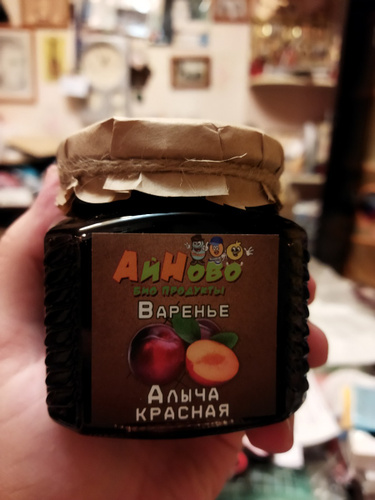 АйНово
БИО ПРОДУКТЫ
ВАРЕНЬЕ
АЛЫЧА
КРАСНАЯ